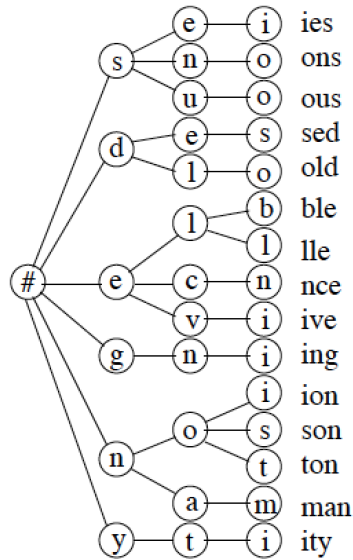 e i ies
s n o ons
u o ous
d e s sed
l o old
l b ble
l lle
# e c n nce
v i ive
g n i ing
i ion
o s son
n t ton
a m man
y t i ity